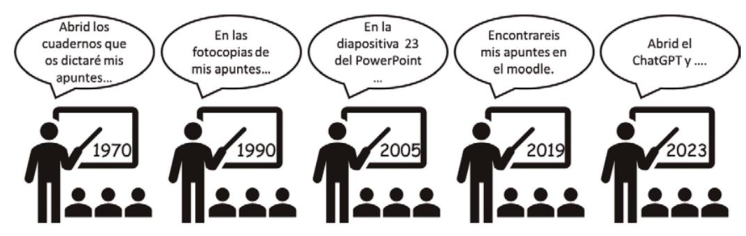 Abrid los
cuadernos que
os dictaré mis
apuntes...
1970
En las
fotocopias de
mis apuntes...
1990
En la
diapositiva 23
del PowerPoint
...
2005
Encontrareis
mis apuntes en
el moodle.
2019
Abrid el
ChatGPT y ....
2023